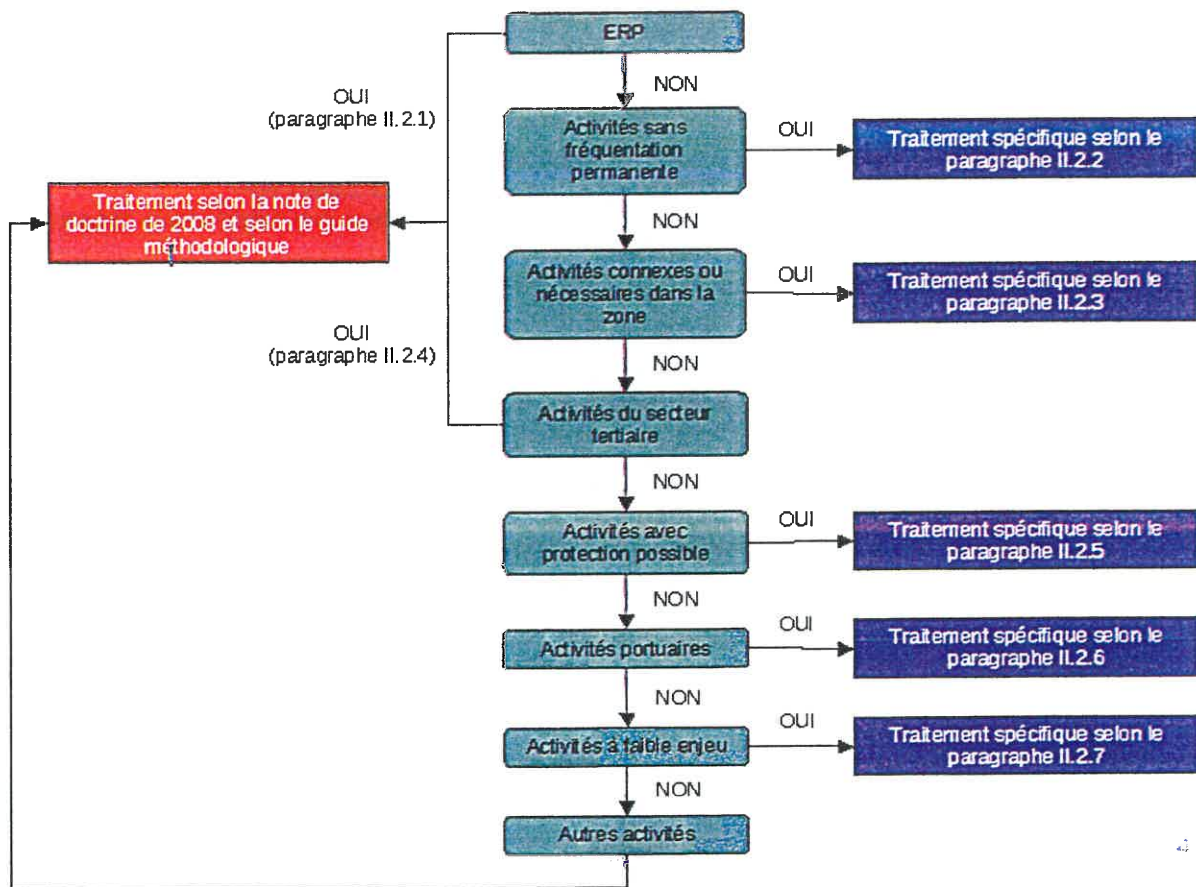 ERP
NON
OUI
(paragraphe II.2.1)
Activités sans
fréquentation
permanente
OUI
Traitement spécifique selon le
paragraphe II.2.2
Traitement selon la note de
doctrine de 2008 et selon le guide
méthodologique
NON
Activités connexes ou
nécessaires dans la
zone
OUI
Traitement spécifique selon le
paragraphe II.2.3
OUI
(paragraphe II.2.4)
NON
Activités du secteur
tertiaire
NON
Activités avec
protection possible
OUI
Traitement spécifique selon le
paragraphe II.2.5
NON
Activités portuaires
OUI
Traitement spécifique selon le
paragraphe II.2.6
NON
Activités à faible enjeu
OUI
Traitement spécifique selon le
paragraphe II.2.7
NON
Autres activités